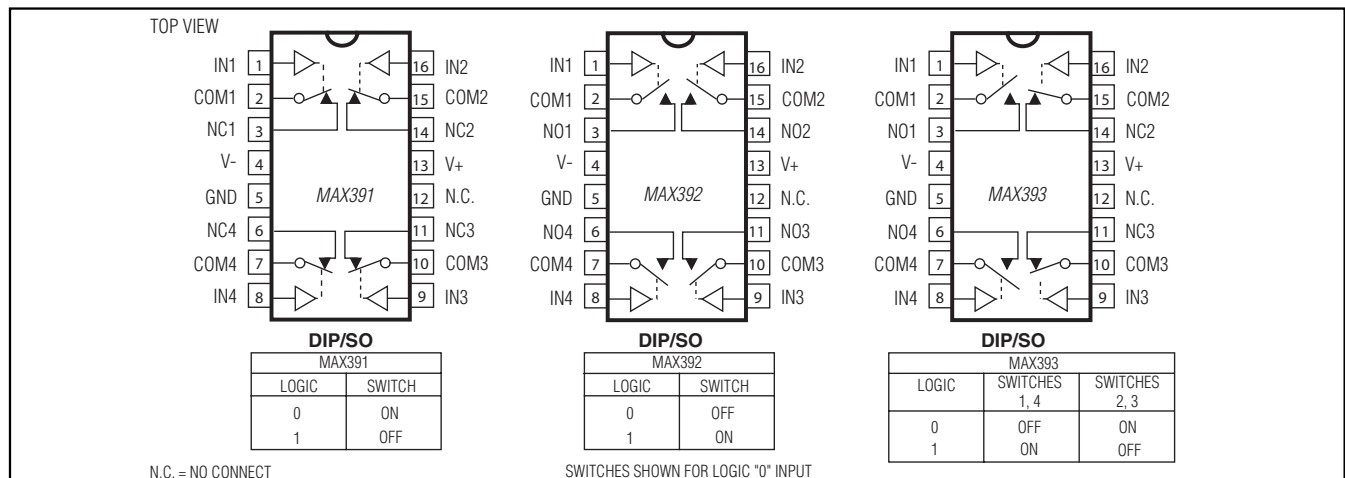 TOP VIEW
IN1 1 16 IN2
COM1 2 15 COM2
NC1 3 14 NC2
V- 4 13 V+
GND 5 MAX391 12 N.C.
NC4 6 11 NC3
COM4 7 10 COM3
IN4 8 9 IN3
DIP/SO
MAX391
LOGIC SWITCH
0 ON
1 OFF
N.C. = NO CONNECT
IN1 1 16 IN2
COM1 2 15 COM2
NO1 3 14 NO2
V- 4 13 V+
GND 5 MAX392 12 N.C.
NO4 6 11 NO3
COM4 7 10 COM3
IN4 8 9 IN3
DIP/SO
MAX392
LOGIC SWITCH
0 OFF
1 ON
SWITCHES SHOWN FOR LOGIC "0" INPUT
IN1 1 16 IN2
COM1 2 15 COM2
NO1 3 14 NC2
V- 4 13 V+
GND 5 MAX393 12 N.C.
NO4 6 11 NC3
COM4 7 10 COM3
IN4 8 9 IN3
DIP/SO
MAX393
LOGIC SWITCHES 1, 4 SWITCHES 2, 3
0 OFF ON
1 ON OFF